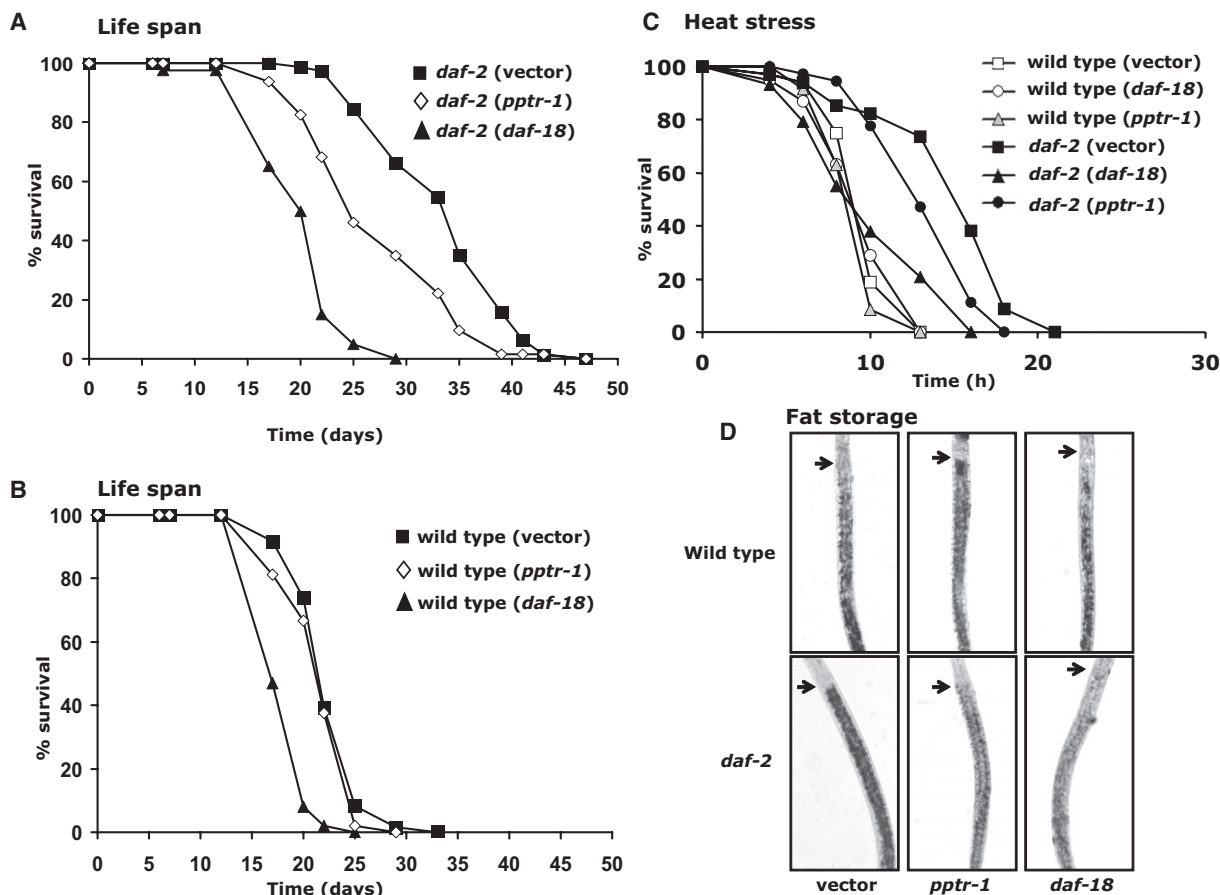 A
Life span
100
80
60
40
20
0
% survival
0 5 10 15 20 25 30 35 40 45 50
Time (days)
daf-2 (vector)
daf-2 (pptr-1)
daf-2 (daf-18)
B
Life span
100
80
60
40
20
0
% survival
0 5 10 15 20 25 30 35 40 45
Time (days)
wild type (vector)
wild type (pptr-1)
wild type (daf-18)
C
Heat stress
100
80
60
40
20
0
% survival
0 10 20 30
Time (h)
wild type (vector)
wild type (daf-18)
wild type (pptr-1)
daf-2 (vector)
daf-2 (daf-18)
daf-2 (pptr-1)
D
Fat storage
Wild type
daf-2
vector pptr-1 daf-18